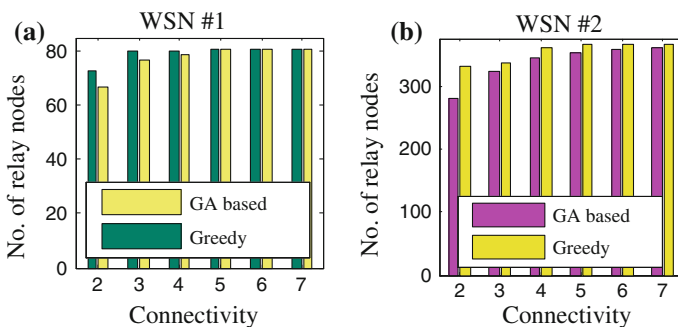 (a)
WSN #1
No. of relay nodes
80
60
40
20
0
GA based
Greedy
2 3 4 5 6 7
Connectivity
(b)
WSN #2
No. of relay nodes
300
200
100
0
GA based
Greedy
2 3 4 5 6 7
Connectivity